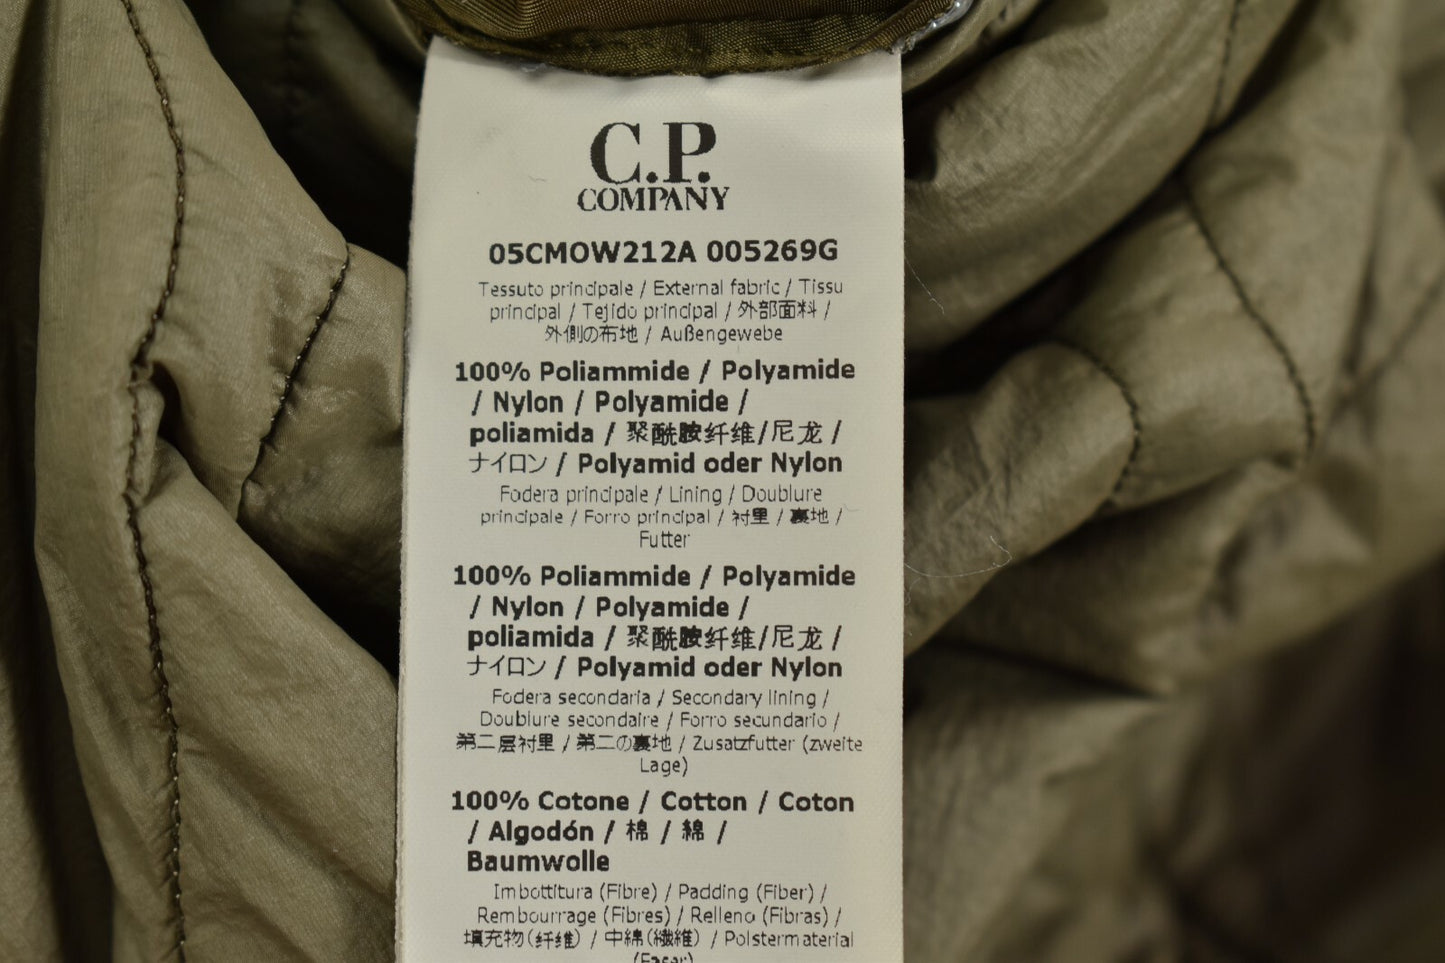 C.P.
COMPANY
05CMOW212A 005269G
Tessuto principale / External fabric / Tissu
principal / Tejido principal / 外部面料 /
外側の布地 / Außengewebe
100% Poliammide / Polyamide
/ Nylon / Polyamide /
poliamida / 聚酰胺纤维/尼龙 /
ナイロン / Polyamid oder Nylon
Fodera principale / Lining / Doublure
principale / Forro principal / 衬里 / 裏地 /
Futter
100% Poliammide / Polyamide
/ Nylon / Polyamide /
poliamida / 聚酰胺纤维/尼龙 /
ナイロン / Polyamid oder Nylon
Fodera secondaria / Secondary lining /
Doublure secondaire / Forro secundario /
第二层衬里 / 第二の裏地 / Zusatzfutter (zweite
Lage)
100% Cotone / Cotton / Coton
/ Algodón / 棉 / 綿 /
Baumwolle
Imbottitura (Fibre) / Padding (Fiber) /
Rembourrage (Fibres) / Relleno (Fibras) /
填充物(纤维) / 中綿(繊維) / Polstermaterial
(Faser)